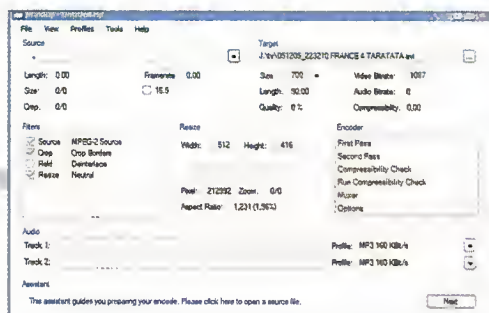 File View Profiles Tools Help
Source
Target
J:\tv\051205_223210 FRANCE 4 TARATATA.avi
Length: 0:00 Framerate 0,00
Size: 0/0 16:9
Crop: 0/0
Size 700 Video Bitrate: 1087
Length: 90:00 Audio Bitrate: 0
Quality: 0 % Compressibility: 0,00
Filters
Source MPEG-2 Source
Crop Crop Borders
Field Deinterlace
Resize Neutral
Resize
Width: 512 Height: 416
Pixel: 212992 Zoom: 0/0
Aspect Ratio: 1,231 (1,96%)
Encoder
First Pass
Second Pass
Compressibility Check
Run Compressibility Check
Muxer
Options
Audio
Track 1: Profile: MP3 160 KBit/s
Track 2: Profile: MP3 160 KBit/s
Assistant
This assistant guides you preparing your encode. Please click here to open a source file.
Next